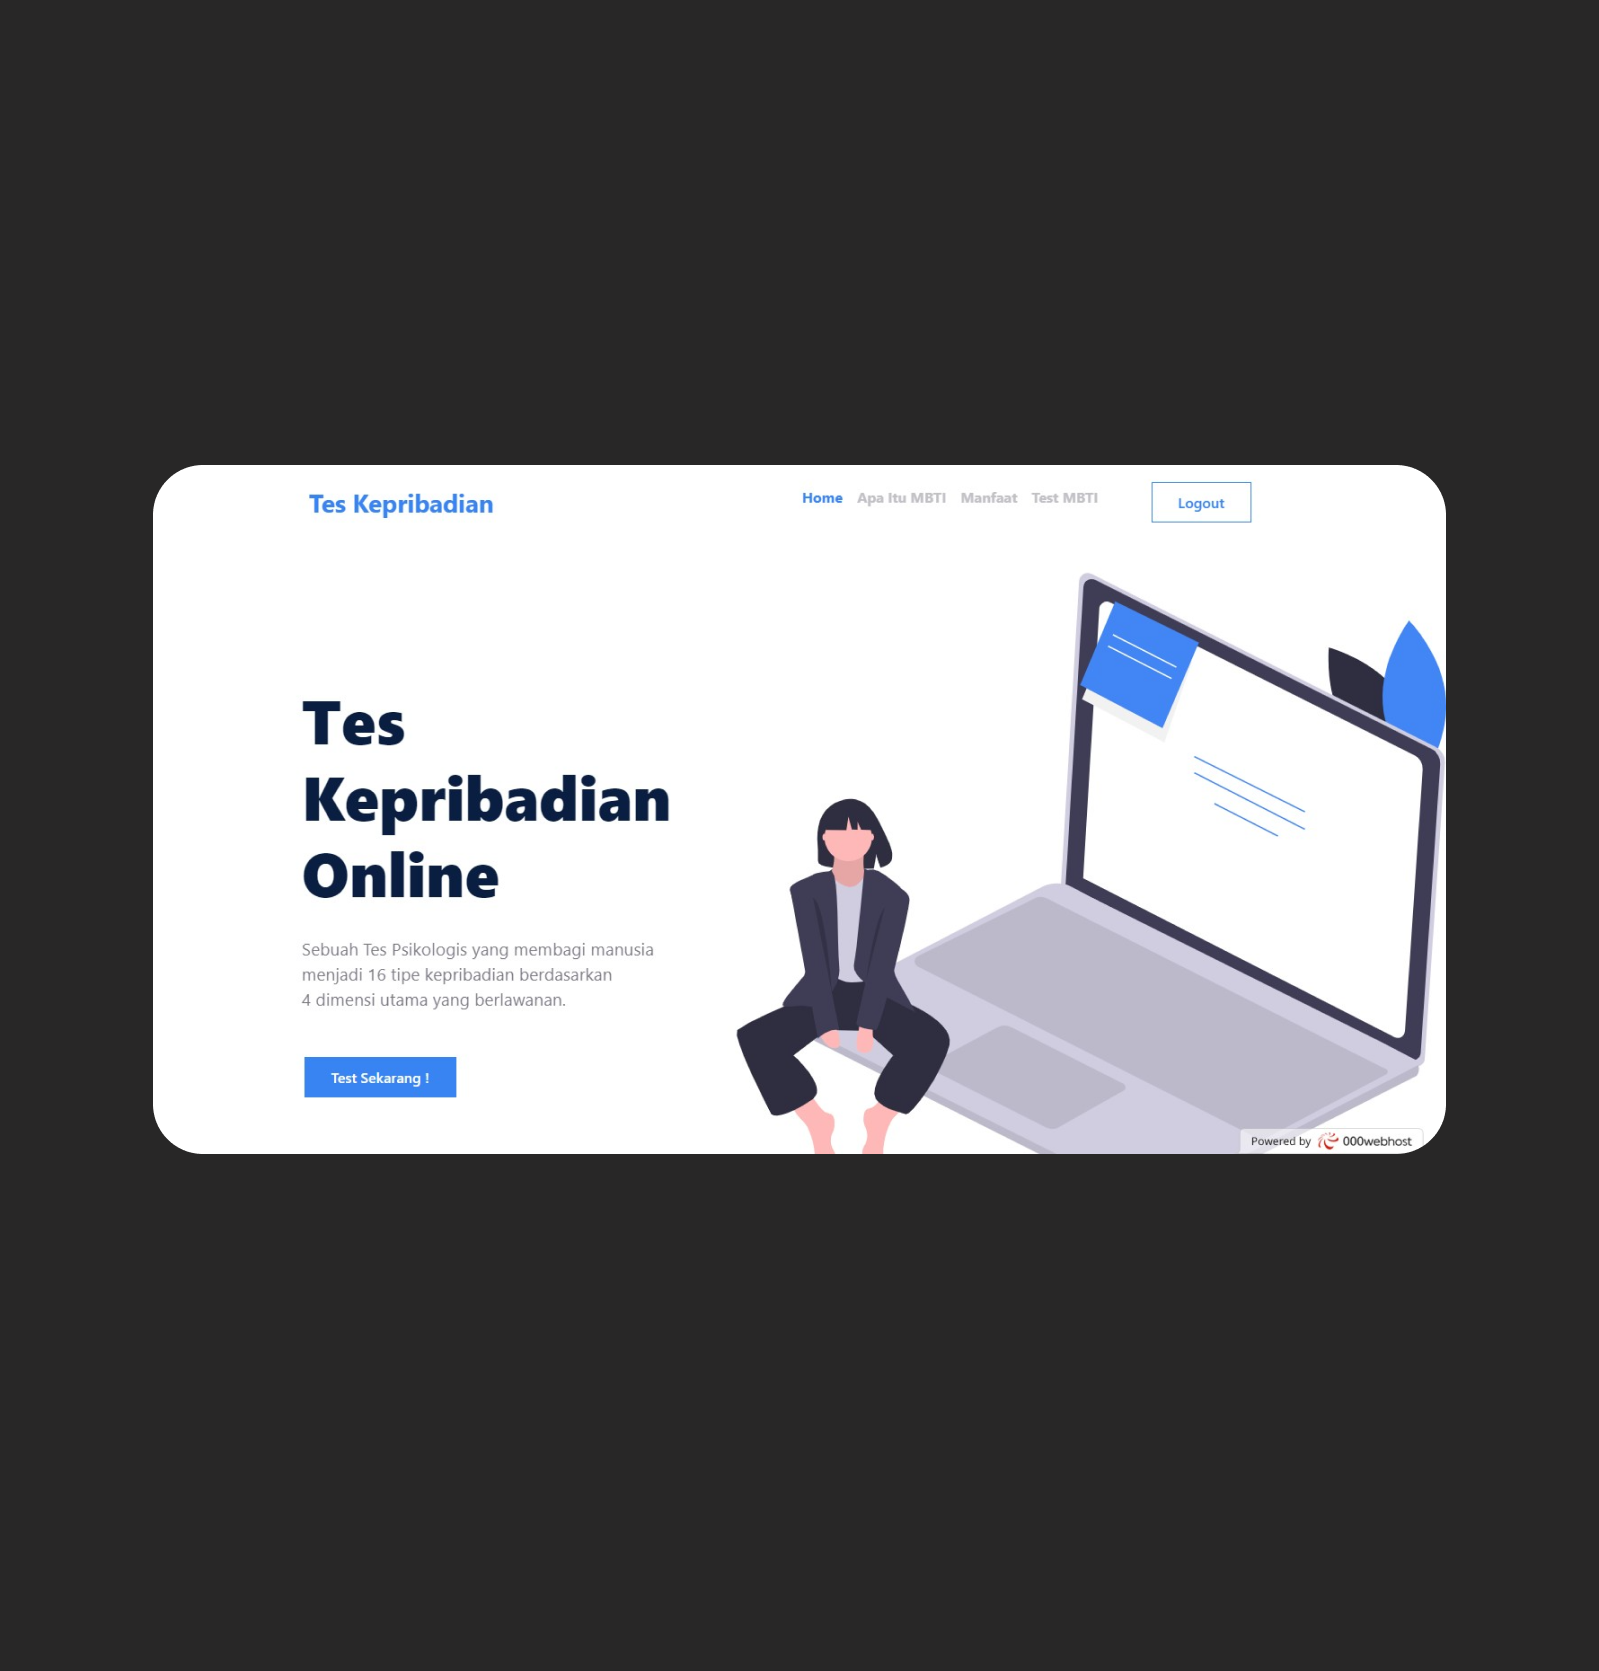 Tes Kepribadian
Home Apa Itu MBTI Manfaat Test MBTI Logout
Tes
Kepribadian
Online
Sebuah Tes Psikologis yang membagi manusia
menjadi 16 tipe kepribadian berdasarkan
4 dimensi utama yang berlawanan.
Test Sekarang !
Powered by 000webhost